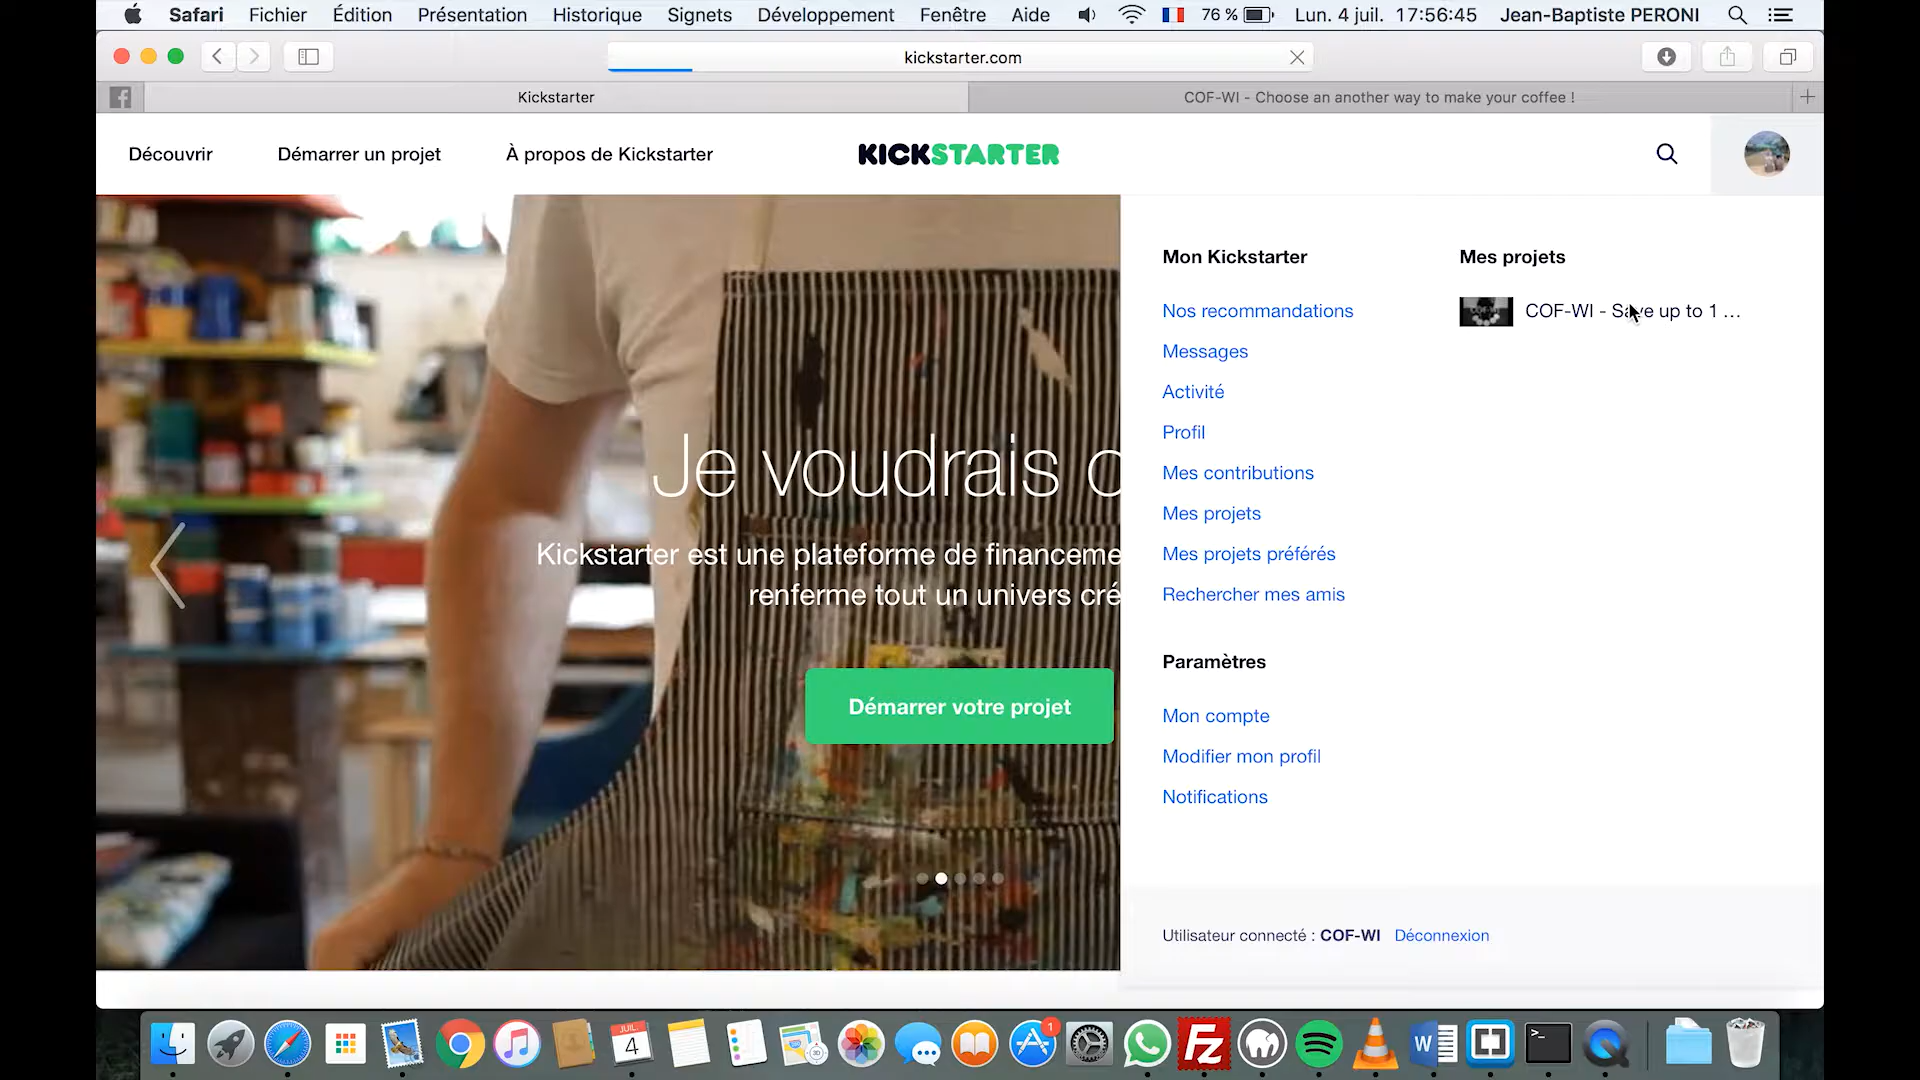 Safari Fichier Édition Présentation Historique Signets Développement Fenêtre Aide 76 % Lun. 4 juil. 17:56:45 Jean-Baptiste PERONI
kickstarter.com
Kickstarter
COF-WI - Choose an another way to make your coffee !
Découvrir Démarrer un projet À propos de Kickstarter
KICKSTARTER
Je voudrais c
Kickstarter est une plateforme de financeme
renferme tout un univers cré
Démarrer votre projet
Mon Kickstarter
Nos recommandations
Messages
Activité
Profil
Mes contributions
Mes projets
Mes projets préférés
Rechercher mes amis
Mes projets
COF-WI - Save up to 1 ...
Paramètres
Mon compte
Modifier mon profil
Notifications
Utilisateur connecté : COF-WI Déconnexion
JUIL.
4
1
W